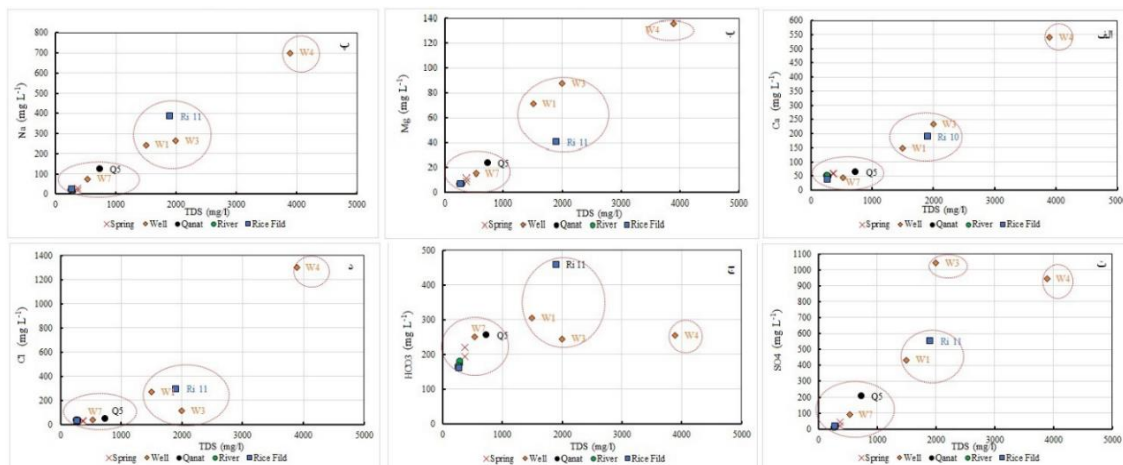 800
700
600
500
400
300
200
100
0
Na (mg L⁻¹)
پ
W4
Ri 11
W1
W3
Q5
W7
0 1000 2000 3000 4000 5000
TDS (mg/l)
×Spring ◆Well ●Qanat ●River ■Rice Fild
140
120
100
80
60
40
20
0
Mg (mg L⁻¹)
ب
W4
W3
W1
Ri 11
Q5
W7
0 1000 2000 3000 4000 5000
TDS (mg/l)
×Spring ◆Well ●Qanat ●River ■Rice Fild
600
550
500
450
400
350
300
250
200
150
100
50
0
Ca (mg L⁻¹)
الف
W4
W3
Ri 10
W1
Q5
W7
0 1000 2000 3000 4000 5000
TDS (mg/l)
×Spring ◆Well ●Qanat ●River ■Rice Fild
1400
1200
1000
800
600
400
200
0
Cl (mg L⁻¹)
W4
W1
Ri 11
W3
W7
Q5
0 1000 2000 3000 4000 5000
TDS (mg/l)
×Spring ◆Well ●Qanat ●River ■Rice Fild
500
400
300
200
100
0
HCO3 (mg L⁻¹)
Ri 11
W1
W7
Q5
W3
W4
0 1000 2000 3000 4000 5000
TDS (mg/l)
×Spring ◆Well ●Qanat ●River ■Rice Fild
1100
1000
900
800
700
600
500
400
300
200
100
0
SO4 (mg L⁻¹)
W3
W4
Ri 11
W1
Q5
W7
0 1000 2000 3000 4000 5000
TDS (mg/l)
×Spring ◆Well ●Qanat ●River ■Rice Fild